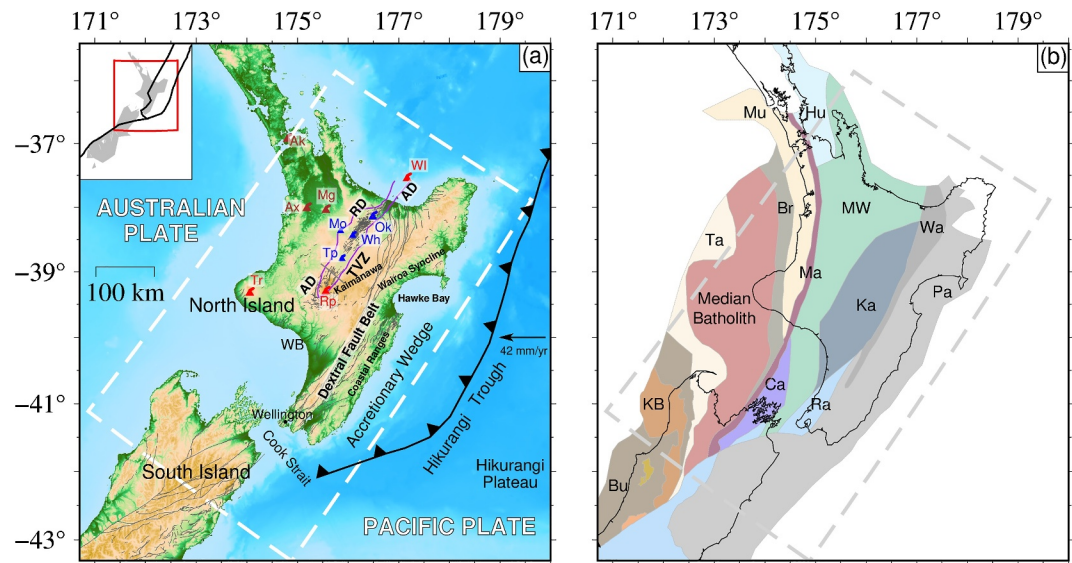 171° 173° 175° 177° 179°
171° 173° 175° 177° 179°
(a)
(b)
−37°
−39°
−41°
−43°
AUSTRALIAN
PLATE
100 km
North Island
South Island
Ak
Wl
Mg
Ax
RD
AD
Mo
Ok
Wh
Tp
TVZ
Kaimanawa
Wairoa Syncline
AD
Tr
Rp
Hawke Bay
WB
Dextral Fault Belt
Coastal Ranges
Accretionary Wedge
42 mm/yr
Hikurangi Trough
Wellington
Cook Strait
Hikurangi
Plateau
PACIFIC PLATE
Mu
Hu
Br
MW
Wa
Ta
Ma
Pa
Median
Batholith
Ka
Ca
KB
Ra
Bu